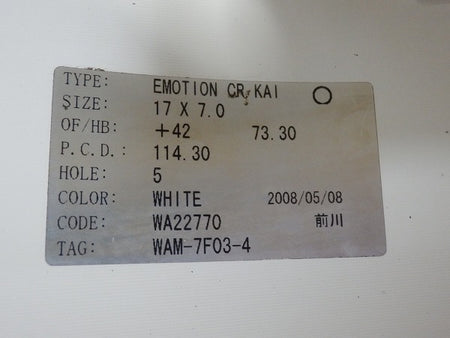 TYPE: EMOTION CR KAI ○
SIZE: 17 X 7.0
OF/HB: +42 73.30
P.C.D.: 114.30
HOLE: 5
COLOR: WHITE 2008/05/08
CODE: WA22770 前川
TAG: WAM-7F03-4